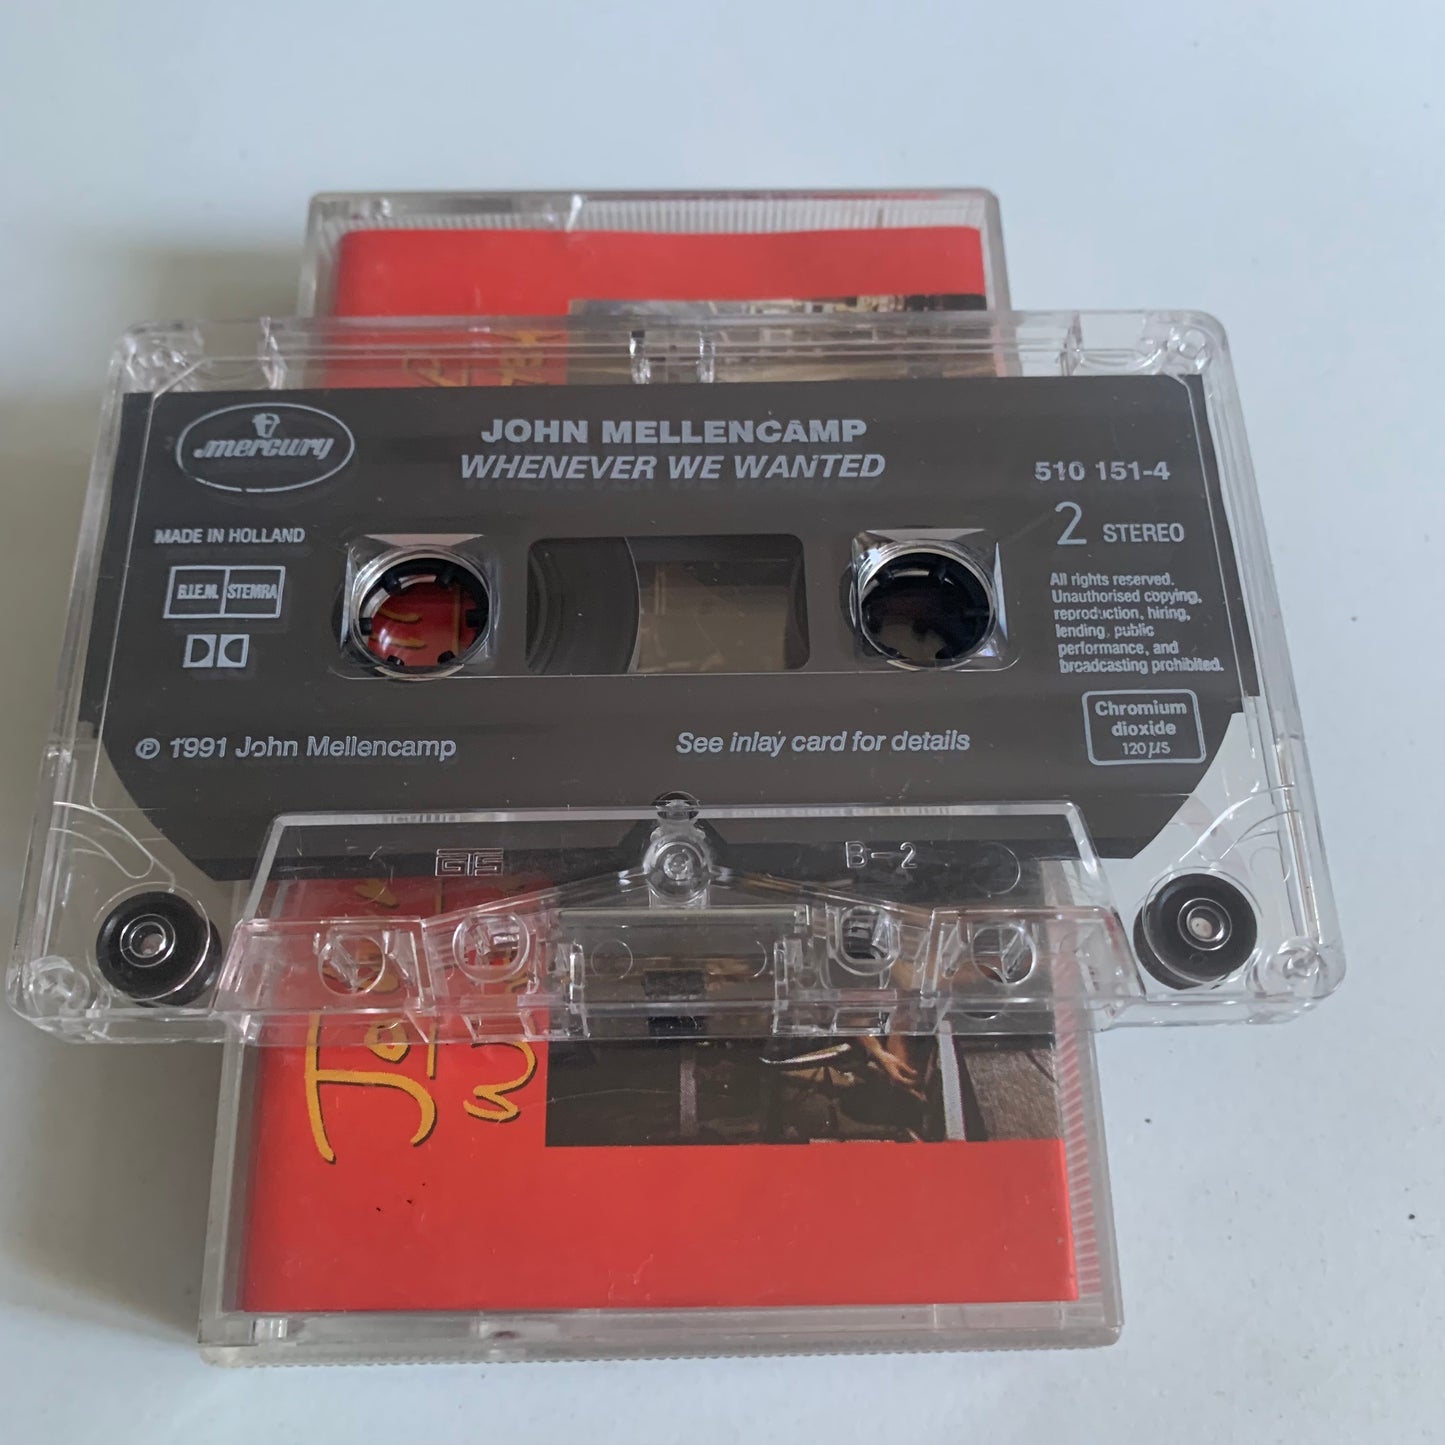 mercury
JOHN MELLENCAMP
WHENEVER WE WANTED
510 151-4
MADE IN HOLLAND
2 STEREO
B.I.E.M. STEMRA
All rights reserved.
Unauthorised copying,
reproduction, hiring,
lending, public
performance, and
broadcasting prohibited.
℗ 1991 John Mellencamp
See inlay card for details
Chromium
dioxide
120 µs
B-2